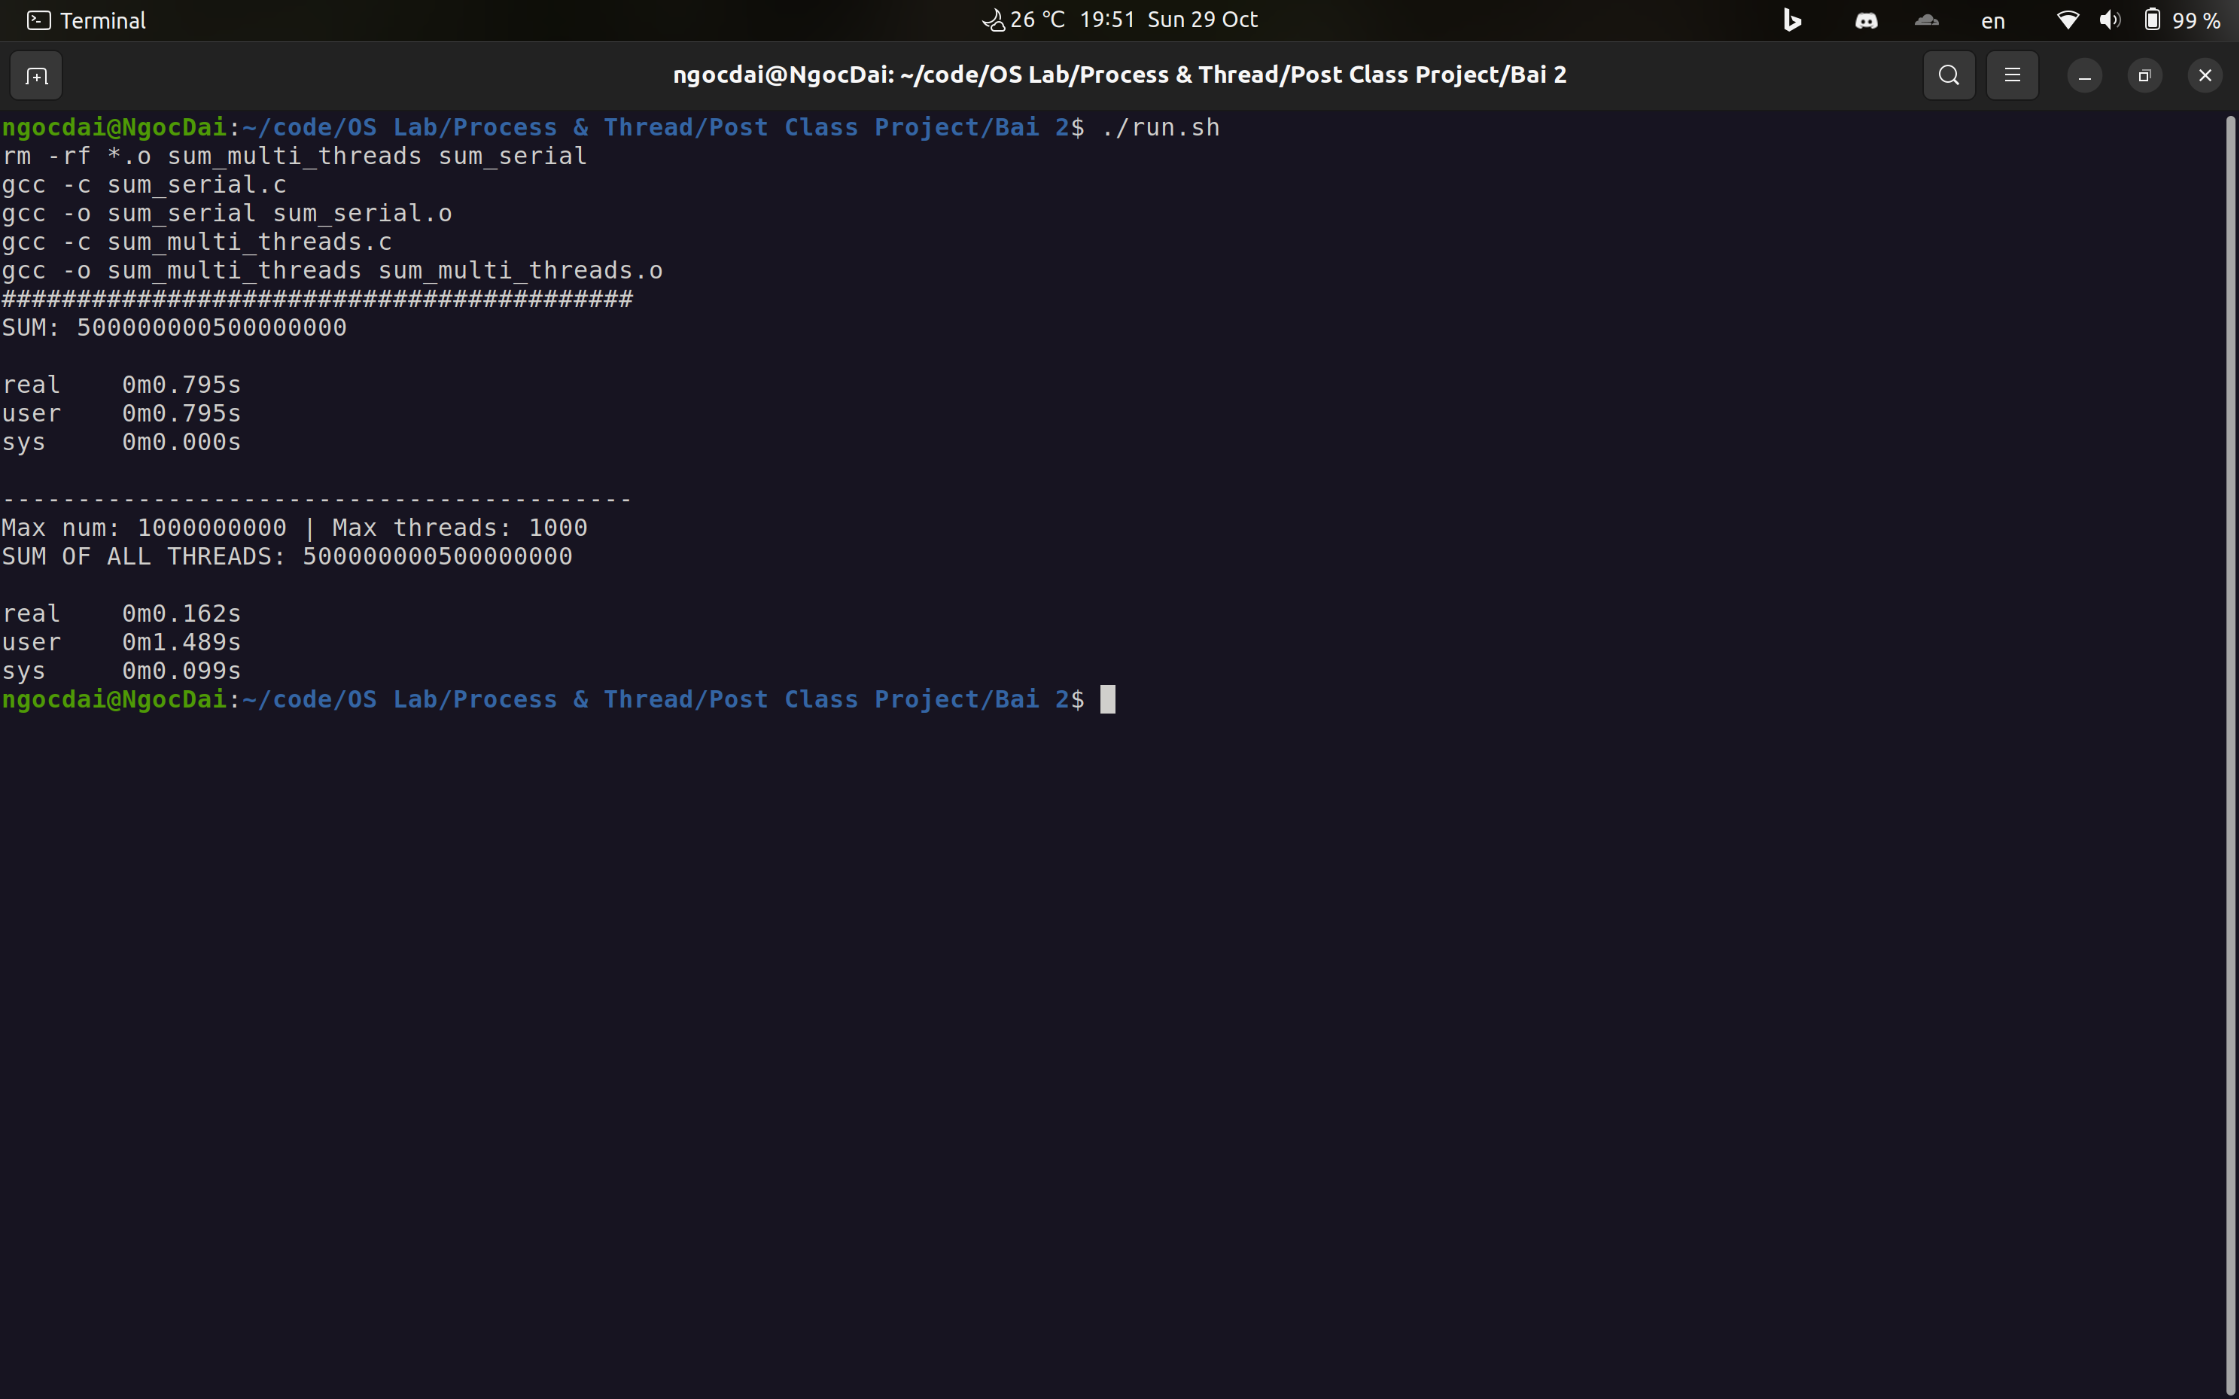 Terminal
26 °C 19:51 Sun 29 Oct
en
99 %
ngocdai@NgocDai: ~/code/OS Lab/Process & Thread/Post Class Project/Bai 2
ngocdai@NgocDai:~/code/OS Lab/Process & Thread/Post Class Project/Bai 2$ ./run.sh
rm -rf *.o sum_multi_threads sum_serial
gcc -c sum_serial.c
gcc -o sum_serial sum_serial.o
gcc -c sum_multi_threads.c
gcc -o sum_multi_threads sum_multi_threads.o
##########################################
SUM: 500000000500000000
real    0m0.795s
user    0m0.795s
sys     0m0.000s
------------------------------------------
Max num: 1000000000 | Max threads: 1000
SUM OF ALL THREADS: 500000000500000000
real    0m0.162s
user    0m1.489s
sys     0m0.099s
ngocdai@NgocDai:~/code/OS Lab/Process & Thread/Post Class Project/Bai 2$